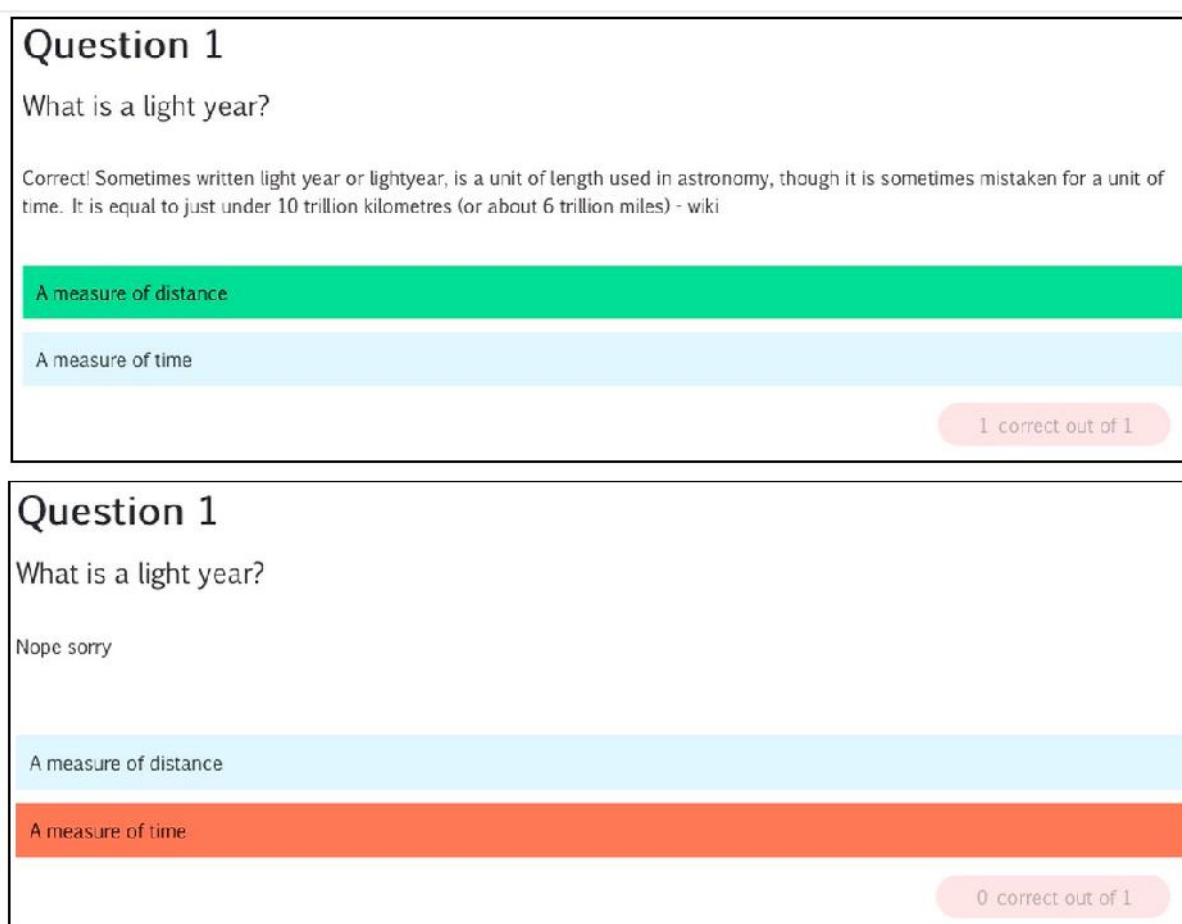 Question 1
What is a light year?
Correct! Sometimes written light year or lightyear, is a unit of length used in astronomy, though it is sometimes mistaken for a unit of
time. It is equal to just under 10 trillion kilometres (or about 6 trillion miles) - wiki
A measure of distance
A measure of time
1 correct out of 1
Question 1
What is a light year?
Nope sorry
A measure of distance
A measure of time
0 correct out of 1